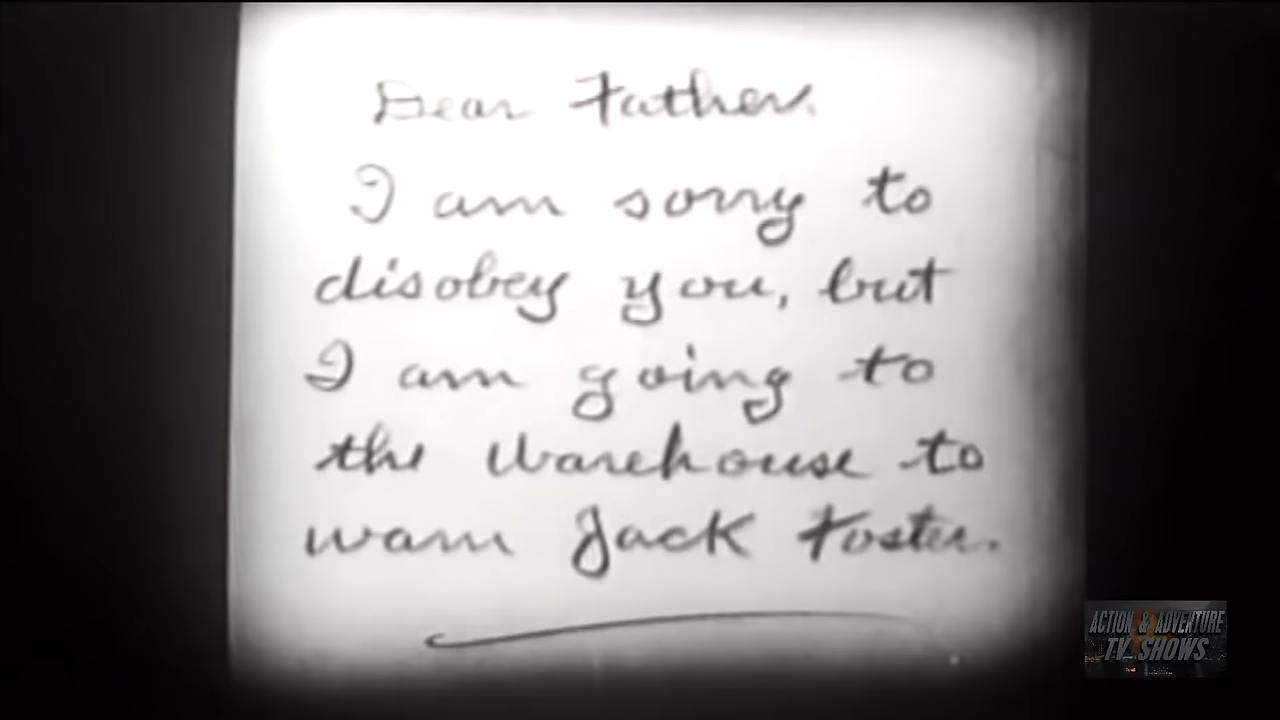 Dear Father.
I am sorry to
disobey you, but
I am going to
the warehouse to
warn Jack Foster.
ACTION & ADVENTURE
TV SHOWS